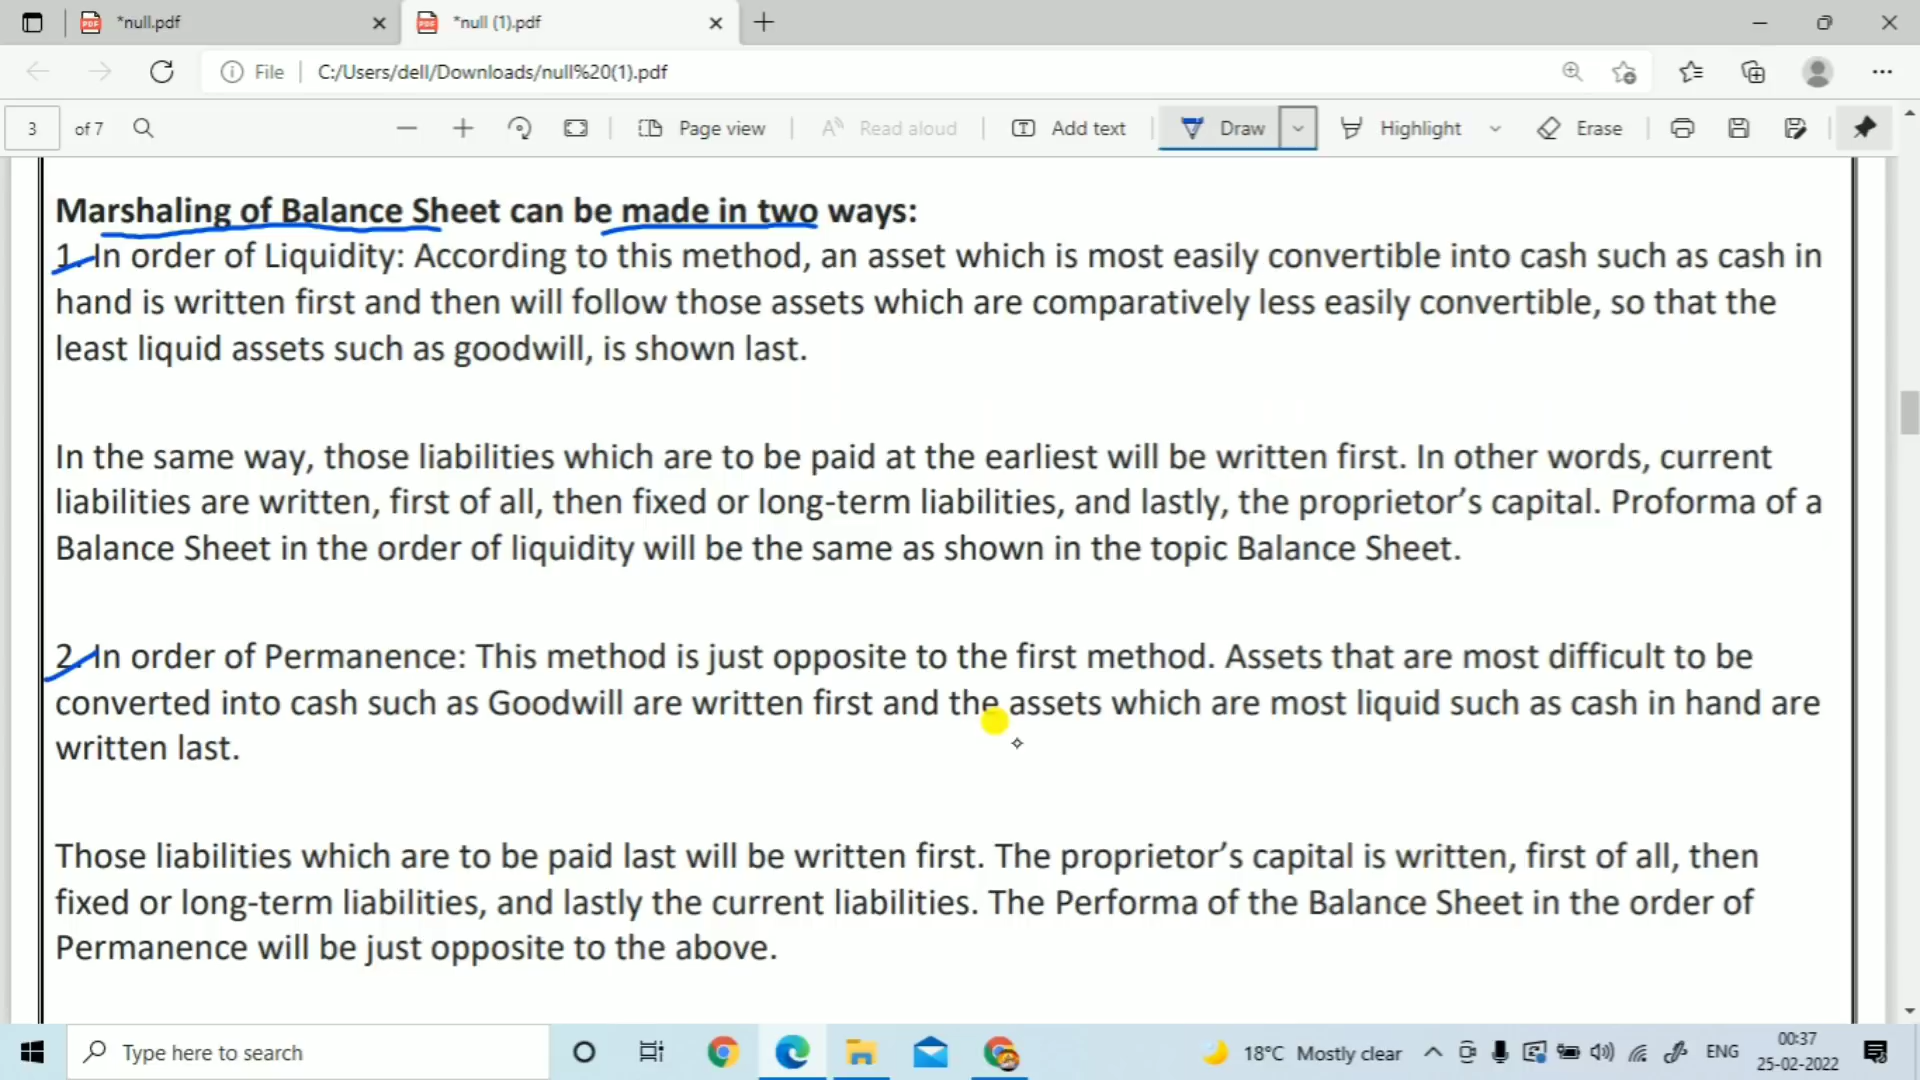 *null.pdf
*null (1).pdf
File
C:/Users/dell/Downloads/null%20(1).pdf
3 of 7
Page view
Read aloud
Add text
Draw
Highlight
Erase
Marshaling of Balance Sheet can be made in two ways:
1. In order of Liquidity: According to this method, an asset which is most easily convertible into cash such as cash in
hand is written first and then will follow those assets which are comparatively less easily convertible, so that the
least liquid assets such as goodwill, is shown last.
In the same way, those liabilities which are to be paid at the earliest will be written first. In other words, current
liabilities are written, first of all, then fixed or long-term liabilities, and lastly, the proprietor’s capital. Proforma of a
Balance Sheet in the order of liquidity will be the same as shown in the topic Balance Sheet.
2. In order of Permanence: This method is just opposite to the first method. Assets that are most difficult to be
converted into cash such as Goodwill are written first and the assets which are most liquid such as cash in hand are
written last.
Those liabilities which are to be paid last will be written first. The proprietor’s capital is written, first of all, then
fixed or long-term liabilities, and lastly the current liabilities. The Performa of the Balance Sheet in the order of
Permanence will be just opposite to the above.
Type here to search
18°C Mostly clear
ENG
00:37
25-02-2022